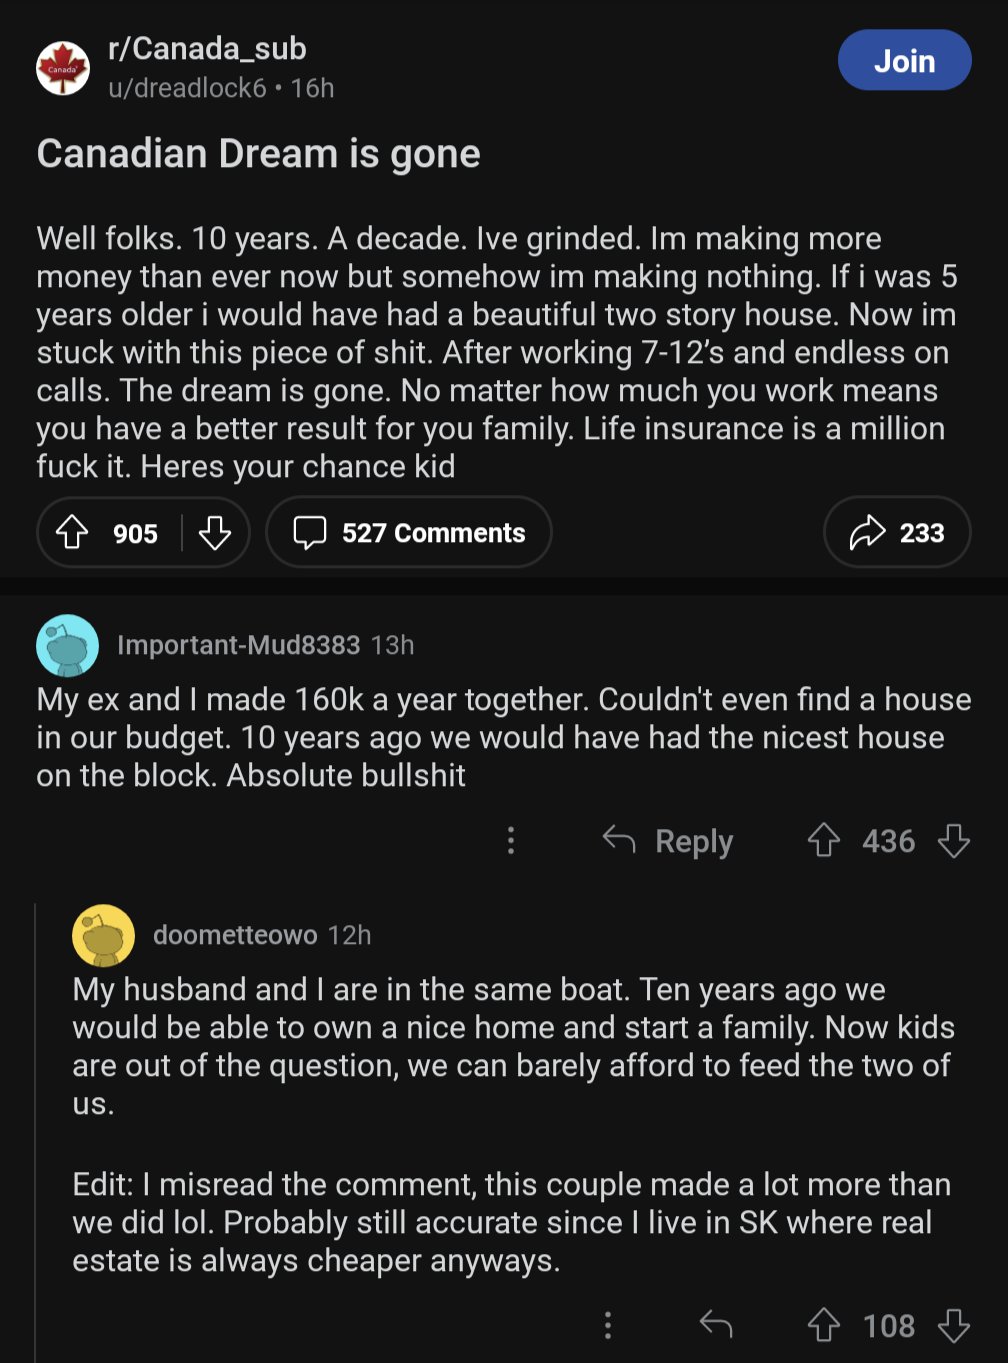 r/Canada_sub
u/dreadlock6 • 16h
Join
Canada
Canadian Dream is gone
Well folks. 10 years. A decade. Ive grinded. Im making more
money than ever now but somehow im making nothing. If i was 5
years older i would have had a beautiful two story house. Now im
stuck with this piece of shit. After working 7-12’s and endless on
calls. The dream is gone. No matter how much you work means
you have a better result for you family. Life insurance is a million
fuck it. Heres your chance kid
905
527 Comments
233
Important-Mud8383 13h
My ex and I made 160k a year together. Couldn't even find a house
in our budget. 10 years ago we would have had the nicest house
on the block. Absolute bullshit
Reply
436
doometteowo 12h
My husband and I are in the same boat. Ten years ago we
would be able to own a nice home and start a family. Now kids
are out of the question, we can barely afford to feed the two of
us.
Edit: I misread the comment, this couple made a lot more than
we did lol. Probably still accurate since I live in SK where real
estate is always cheaper anyways.
108